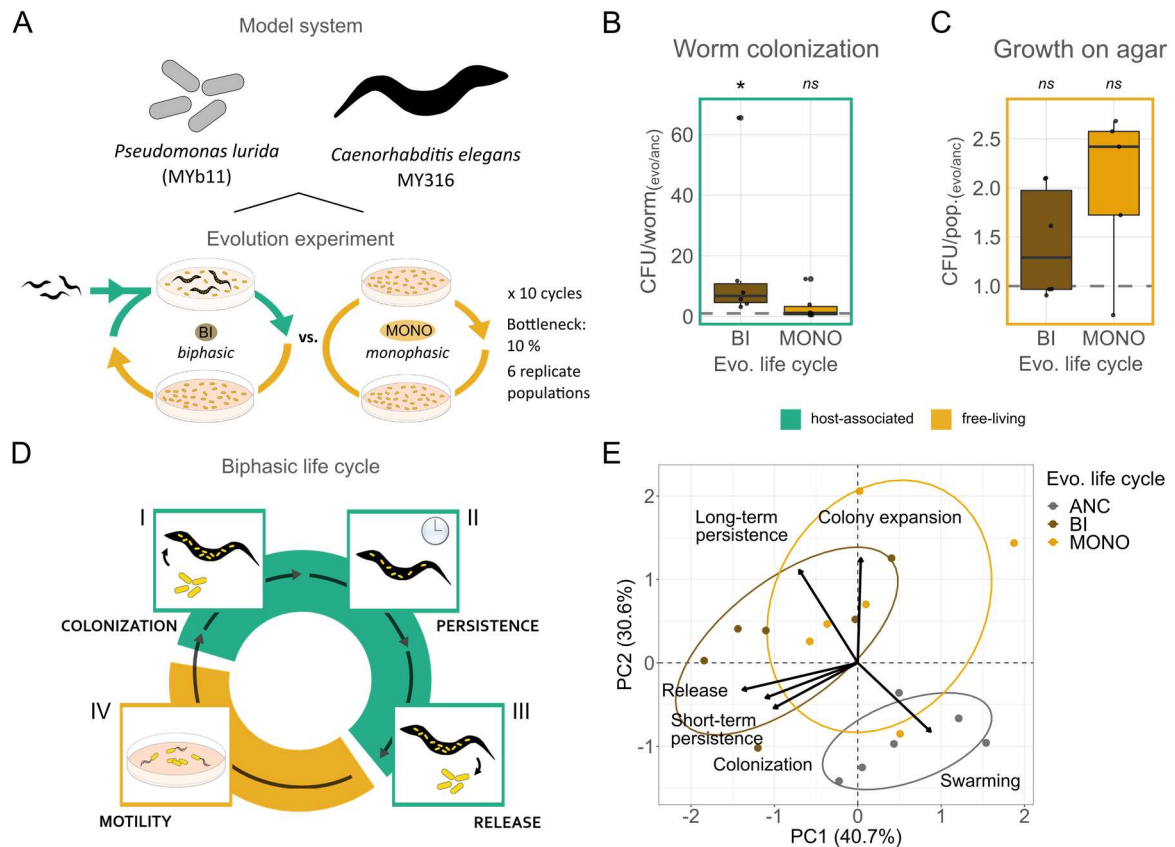 A
Model system
Pseudomonas lurida
(MYb11)
Caenorhabditis elegans
MY316
Evolution experiment
BI
biphasic
vs.
MONO
monophasic
x 10 cycles
Bottleneck:
10 %
6 replicate
populations
B
Worm colonization
*
ns
CFU/worm(evo/anc)
60
40
20
10
0
BI
MONO
Evo. life cycle
C
Growth on agar
ns
ns
CFU/pop.(evo/anc)
2.5
2.0
1.5
1.0
BI
MONO
Evo. life cycle
host-associated
free-living
D
Biphasic life cycle
I
II
COLONIZATION
PERSISTENCE
IV
III
MOTILITY
RELEASE
E
Evo. life cycle
ANC
BI
MONO
Long-term
persistence
Colony expansion
Release
Short-term
persistence
Colonization
Swarming
PC2 (30.6%)
2
1
0
-1
-2
-1
0
1
2
PC1 (40.7%)